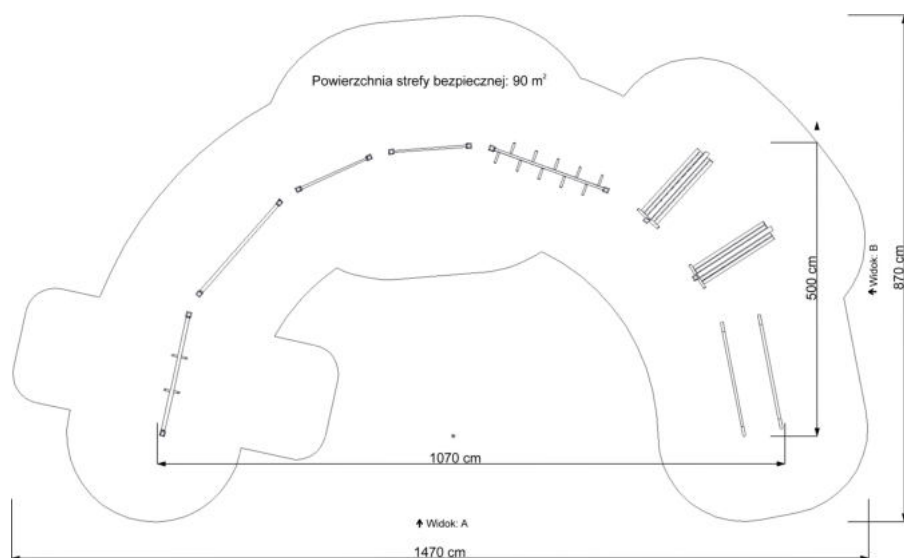 Powierzchnia strefy bezpiecznej: 90 m²
500 cm
Widok: B
870 cm
1070 cm
Widok: A
1470 cm